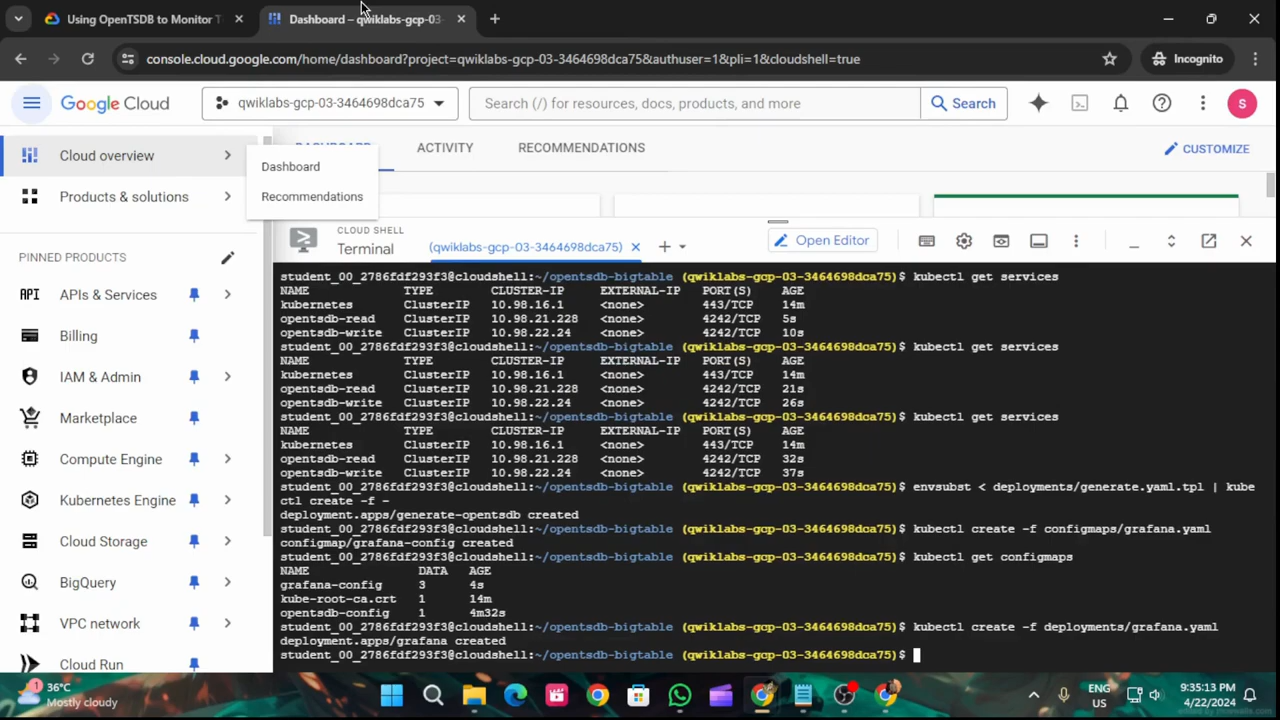 Using OpenTSDB to Monitor T
Dashboard – qwiklabs-gcp-03-
console.cloud.google.com/home/dashboard?project=qwiklabs-gcp-03-3464698dca75&authuser=1&pli=1&cloudshell=true
Incognito
Google Cloud
qwiklabs-gcp-03-3464698dca75
Search (/) for resources, docs, products, and more
Search
S
Cloud overview
Products & solutions
PINNED PRODUCTS
API APIs & Services
Billing
IAM & Admin
Marketplace
Compute Engine
Kubernetes Engine
Cloud Storage
BigQuery
VPC network
Cloud Run
Dashboard
Recommendations
DASHBOARD
ACTIVITY
RECOMMENDATIONS
CUSTOMIZE
CLOUD SHELL
Terminal
(qwiklabs-gcp-03-3464698dca75)
Open Editor
student_00_2786fdf293f3@cloudshell:~/opentsdb-bigtable (qwiklabs-gcp-03-3464698dca75)$ kubectl get services
NAME TYPE CLUSTER-IP EXTERNAL-IP PORT(S) AGE
kubernetes ClusterIP 10.98.16.1 <none> 443/TCP 14m
opentsdb-read ClusterIP 10.98.21.228 <none> 4242/TCP 5s
opentsdb-write ClusterIP 10.98.22.24 <none> 4242/TCP 10s
student_00_2786fdf293f3@cloudshell:~/opentsdb-bigtable (qwiklabs-gcp-03-3464698dca75)$ kubectl get services
NAME TYPE CLUSTER-IP EXTERNAL-IP PORT(S) AGE
kubernetes ClusterIP 10.98.16.1 <none> 443/TCP 14m
opentsdb-read ClusterIP 10.98.21.228 <none> 4242/TCP 21s
opentsdb-write ClusterIP 10.98.22.24 <none> 4242/TCP 26s
student_00_2786fdf293f3@cloudshell:~/opentsdb-bigtable (qwiklabs-gcp-03-3464698dca75)$ kubectl get services
NAME TYPE CLUSTER-IP EXTERNAL-IP PORT(S) AGE
kubernetes ClusterIP 10.98.16.1 <none> 443/TCP 14m
opentsdb-read ClusterIP 10.98.21.228 <none> 4242/TCP 32s
opentsdb-write ClusterIP 10.98.22.24 <none> 4242/TCP 37s
student_00_2786fdf293f3@cloudshell:~/opentsdb-bigtable (qwiklabs-gcp-03-3464698dca75)$ envsubst < deployments/generate.yaml.tpl | kube
ctl create -f -
deployment.apps/generate-opentsdb created
student_00_2786fdf293f3@cloudshell:~/opentsdb-bigtable (qwiklabs-gcp-03-3464698dca75)$ kubectl create -f configmaps/grafana.yaml
configmap/grafana-config created
student_00_2786fdf293f3@cloudshell:~/opentsdb-bigtable (qwiklabs-gcp-03-3464698dca75)$ kubectl get configmaps
NAME DATA AGE
grafana-config 3 4s
kube-root-ca.crt 1 14m
opentsdb-config 1 4m32s
student_00_2786fdf293f3@cloudshell:~/opentsdb-bigtable (qwiklabs-gcp-03-3464698dca75)$ kubectl create -f deployments/grafana.yaml
deployment.apps/grafana created
student_00_2786fdf293f3@cloudshell:~/opentsdb-bigtable (qwiklabs-gcp-03-3464698dca75)$
1
36°C
Mostly cloudy
ENG
US
9:35:13 PM
4/22/2024